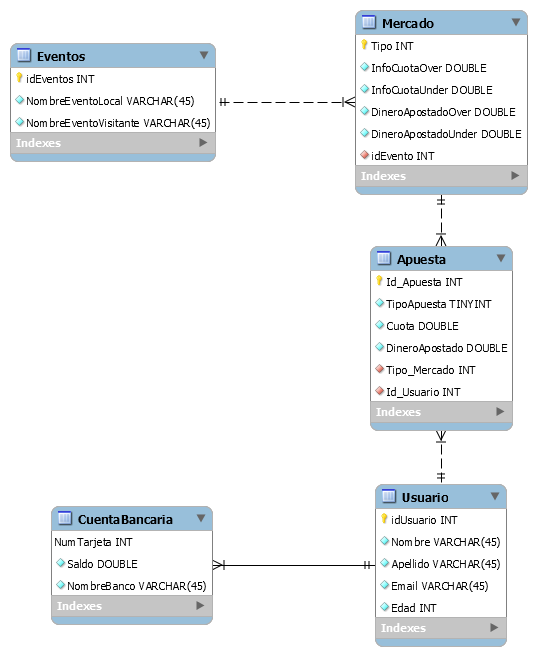 Eventos
idEventos INT
NombreEventoLocal VARCHAR(45)
NombreEventoVisitante VARCHAR(45)
Indexes
Mercado
Tipo INT
InfoCuotaOver DOUBLE
InfoCuotaUnder DOUBLE
DineroApostadoOver DOUBLE
DineroApostadoUnder DOUBLE
idEvento INT
Indexes
Apuesta
Id_Apuesta INT
TipoApuesta TINYINT
Cuota DOUBLE
DineroApostado DOUBLE
Tipo_Mercado INT
Id_Usuario INT
Indexes
CuentaBancaria
NumTarjeta INT
Saldo DOUBLE
NombreBanco VARCHAR(45)
Indexes
Usuario
idUsuario INT
Nombre VARCHAR(45)
Apellido VARCHAR(45)
Email VARCHAR(45)
Edad INT
Indexes